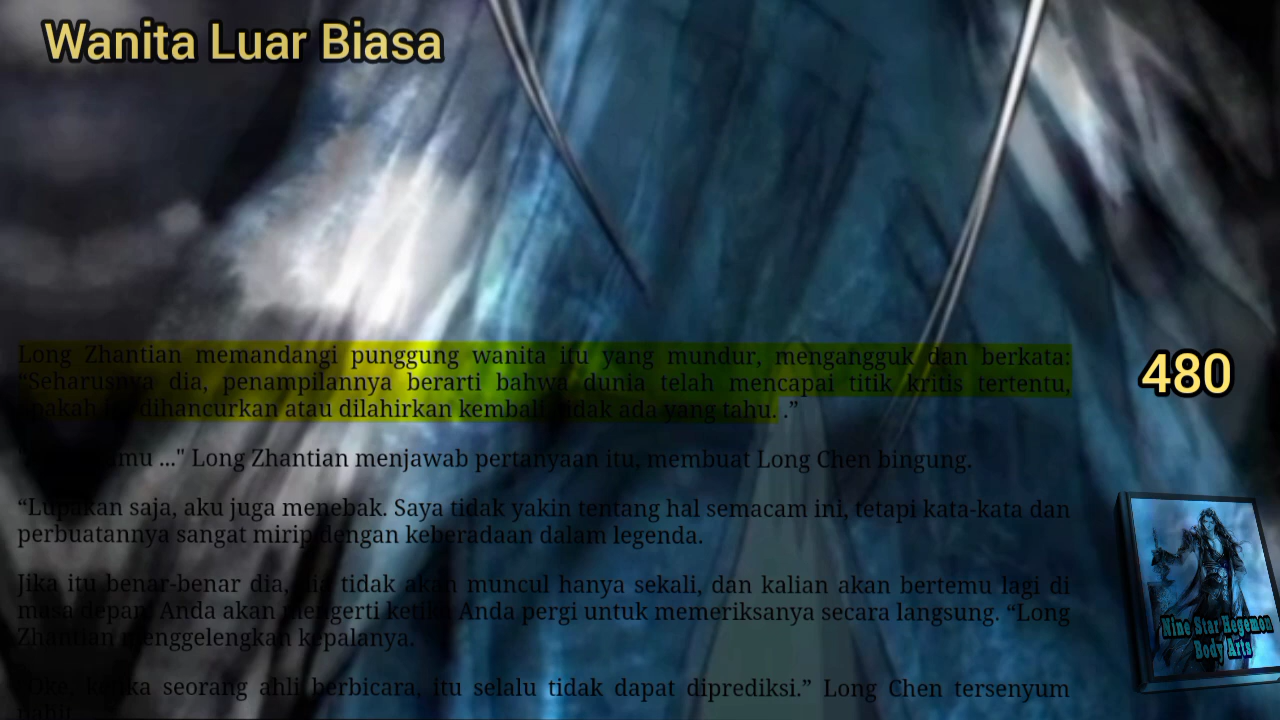 Wanita Luar Biasa
Long Zhantian memandangi punggung wanita itu yang mundur, mengangguk dan berkata:
“Seharusnya dia, penampilannya berarti bahwa dunia telah mencapai titik kritis tertentu,
apakah itu dihancurkan atau dilahirkan kembali, tidak ada yang tahu. .”
480
..." Long Zhantian menjawab pertanyaan itu, membuat Long Chen bingung.
“Lupakan saja, aku juga menebak. Saya tidak yakin tentang hal semacam ini, tetapi kata-kata dan
perbuatannya sangat mirip dengan keberadaan dalam legenda.
Jika itu benar-benar dia, dia tidak akan muncul hanya sekali, dan kalian akan bertemu lagi di
masa depan. Anda akan mengerti ketika Anda pergi untuk memeriksanya secara langsung. “Long
Zhantian menggelengkan kepalanya.
“Oke, ketika seorang ahli berbicara, itu selalu tidak dapat diprediksi.” Long Chen tersenyum
Nine Star Hegemon
Body Arts